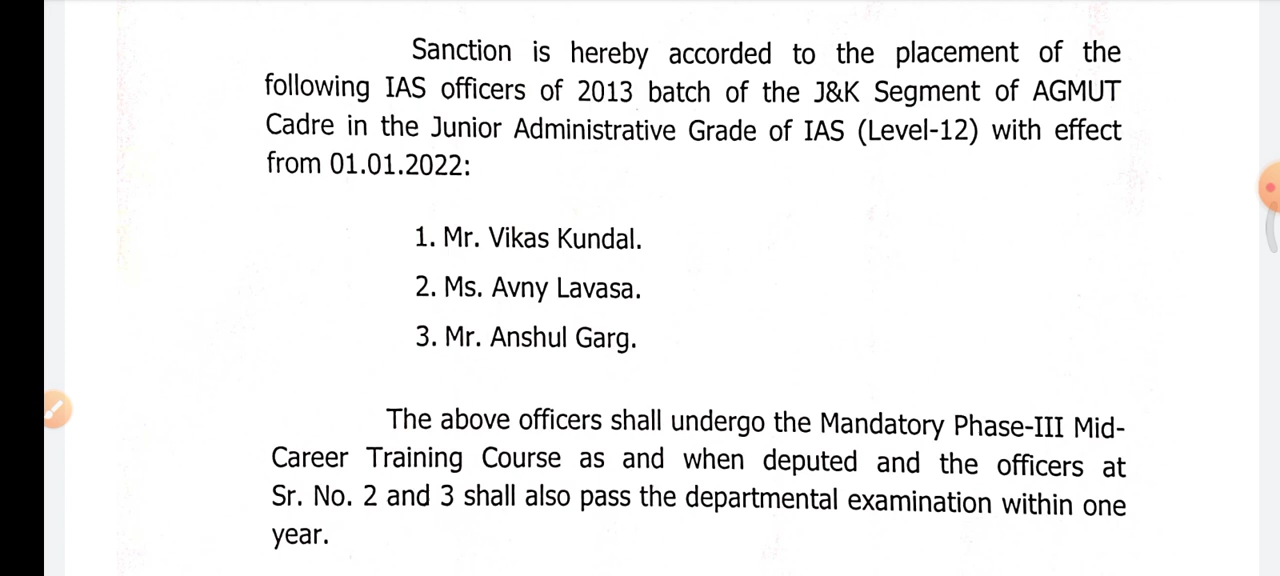 Sanction is hereby accorded to the placement of the
following IAS officers of 2013 batch of the J&K Segment of AGMUT
Cadre in the Junior Administrative Grade of IAS (Level-12) with effect
from 01.01.2022:
1. Mr. Vikas Kundal.
2. Ms. Avny Lavasa.
3. Mr. Anshul Garg.
The above officers shall undergo the Mandatory Phase-III Mid-
Career Training Course as and when deputed and the officers at
Sr. No. 2 and 3 shall also pass the departmental examination within one
year.